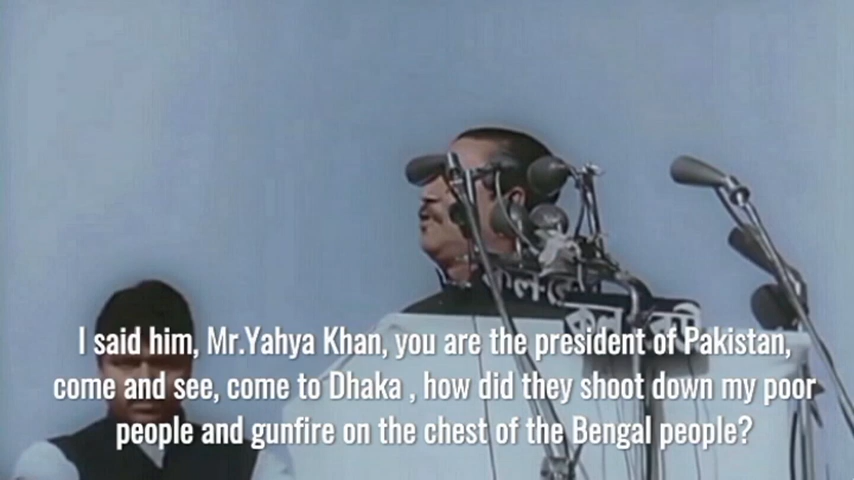 কল
I said him, Mr.Yahya Khan, you are the president of Pakistan,
come and see, come to Dhaka , how did they shoot down my poor
people and gunfire on the chest of the Bengal people?